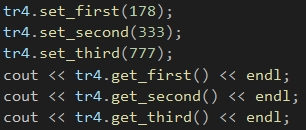 tr4.set_first(178);
tr4.set_second(333);
tr4.set_third(777);
cout << tr4.get_first() << endl;
cout << tr4.get_second() << endl;
cout << tr4.get_third() << endl;